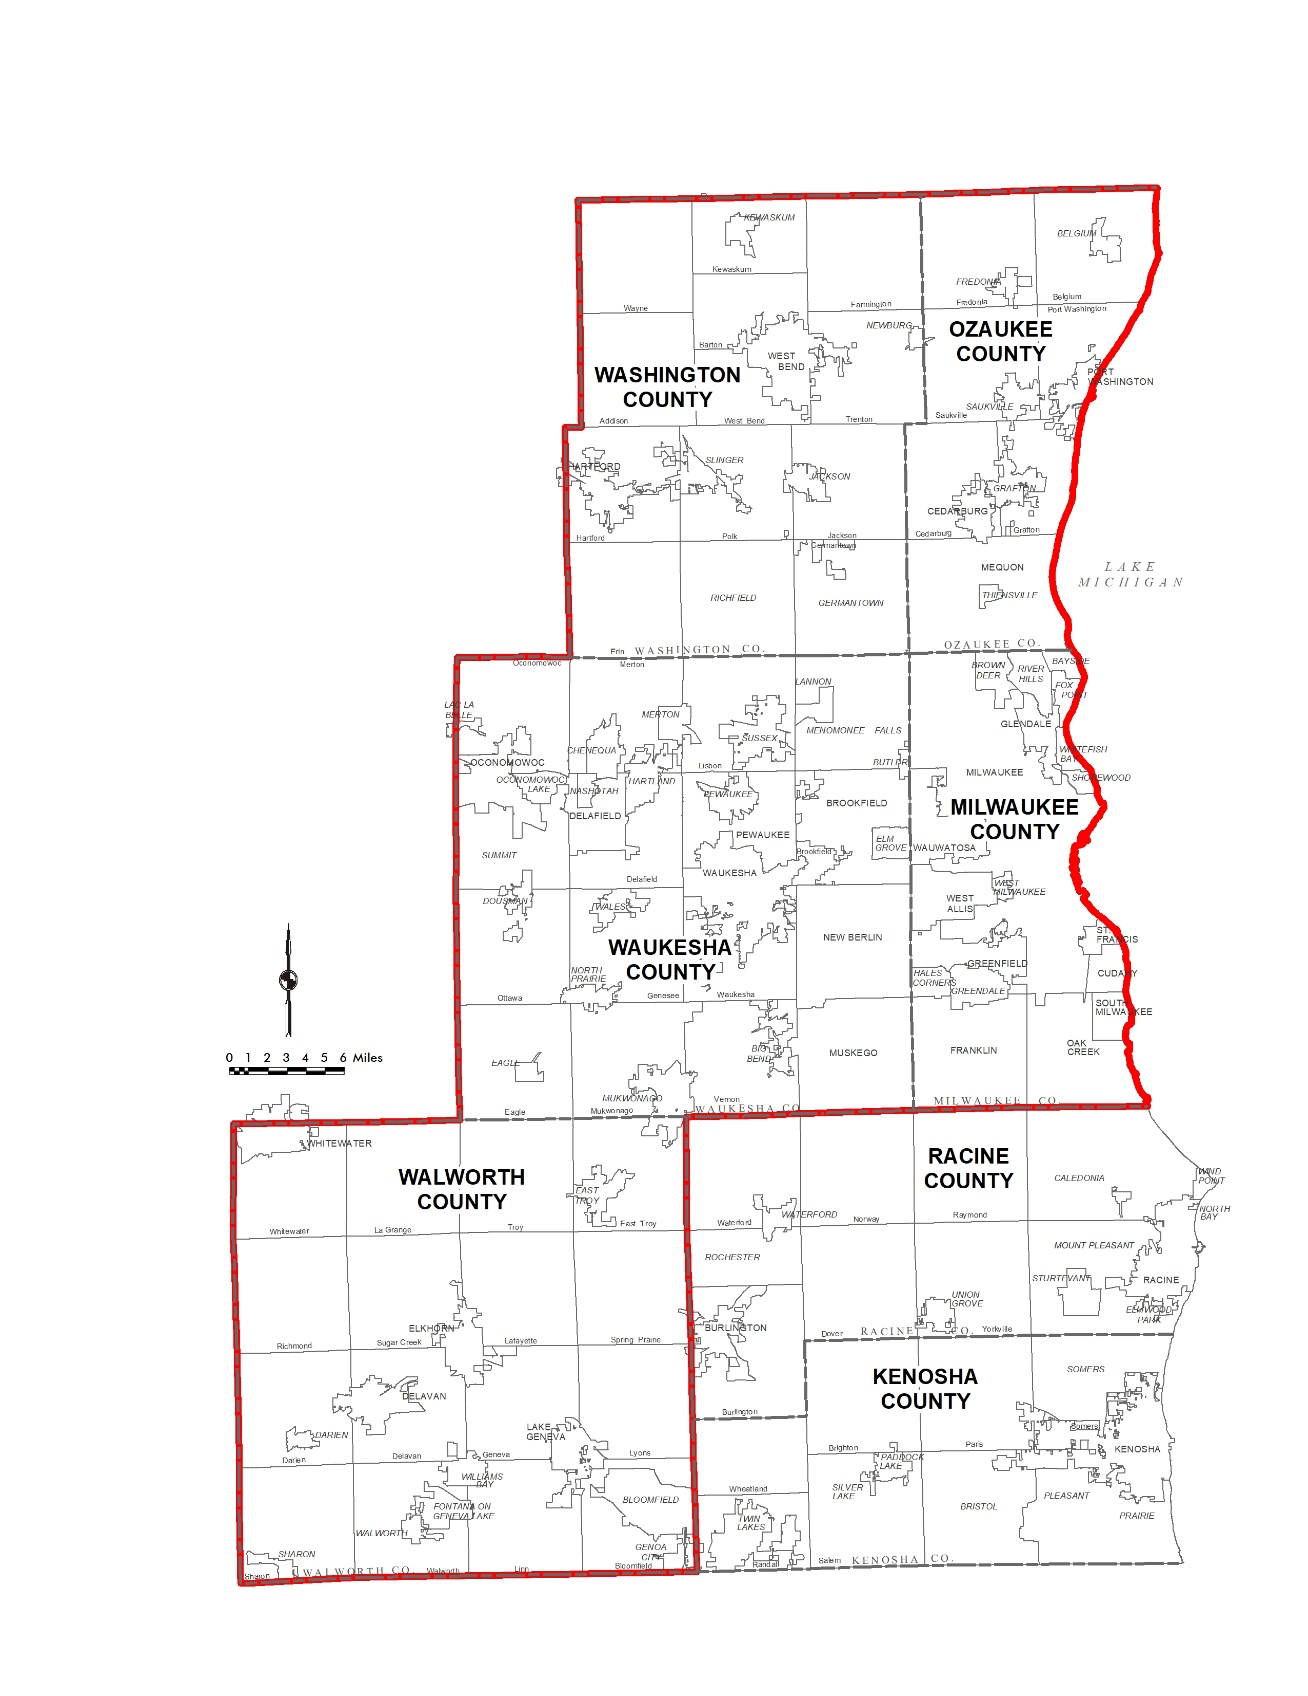 KEWASKUM
BELGIUM
Kewaskum
FREDONIA
Wayne
Farmington
Fredonia
Belgium
Port Washington
NEWBURG
OZAUKEE
COUNTY
Barton
WEST
BEND
WASHINGTON
COUNTY
PORT
WASHINGTON
SAUKVILLE
Addison
West Bend
Trenton
Saukville
HARTFORD
SLINGER
JACKSON
GRAFTON
CEDARBURG
Hartford
Polk
Jackson
Germantown
Cedarburg
Grafton
LAKE
MICHIGAN
MEQUON
THIENSVILLE
RICHFIELD
GERMANTOWN
Erin
WASHINGTON CO.
OZAUKEE CO.
Oconomowoc
Merton
BROWN
DEER
RIVER
HILLS
BAYSIDE
FOX
POINT
LANNON
LAC LA
BELLE
MERTON
SUSSEX
MENOMONEE FALLS
GLENDALE
CHENEQUA
WHITEFISH
BAY
OCONOMOWOC
Lisbon
BUTLER
MILWAUKEE
SHOREWOOD
OCONOMOWOC
LAKE
NASHOTAH
HARTLAND
PEWAUKEE
BROOKFIELD
MILWAUKEE
COUNTY
DELAFIELD
PEWAUKEE
ELM
GROVE
WAUWATOSA
SUMMIT
Brookfield
WAUKESHA
Delafield
WEST
MILWAUKEE
WEST
ALLIS
DOUSMAN
WALES
WAUKESHA
COUNTY
NEW BERLIN
ST.
FRANCIS
NORTH
PRAIRIE
GREENFIELD
HALES
CORNERS
GREENDALE
CUDAHY
Ottawa
Genesee
Waukesha
SOUTH
MILWAUKEE
0 1 2 3 4 5 6 Miles
EAGLE
BIG
BEND
MUSKEGO
FRANKLIN
OAK
CREEK
MUKWONAGO
Vernon
Eagle
Mukwonago
WAUKESHA CO.
MILWAUKEE CO.
WHITEWATER
WALWORTH
COUNTY
RACINE
COUNTY
EAST
TROY
CALEDONIA
WIND
POINT
NORTH
BAY
WATERFORD
Whitewater
La Grange
Troy
East Troy
Waterford
Norway
Raymond
ROCHESTER
MOUNT PLEASANT
STURTEVANT
RACINE
UNION
GROVE
ELMWOOD
PARK
ELKHORN
BURLINGTON
Richmond
Sugar Creek
Lafayette
Spring Prairie
Dover
RACINE CO.
Yorkville
KENOSHA
COUNTY
SOMERS
DELAVAN
Burlington
LAKE
GENEVA
DARIEN
Somers
KENOSHA
Darien
Delavan
Geneva
Lyons
Brighton
Paris
PADDOCK
LAKE
WILLIAMS
BAY
SILVER
LAKE
Wheatland
BLOOMFIELD
FONTANA ON
GENEVA LAKE
BRISTOL
PLEASANT
PRAIRIE
TWIN
LAKES
WALWORTH
GENOA
CITY
SHARON
Sharon
WALWORTH CO.
Walworth
Linn
Bloomfield
Randall
Salem
KENOSHA CO.